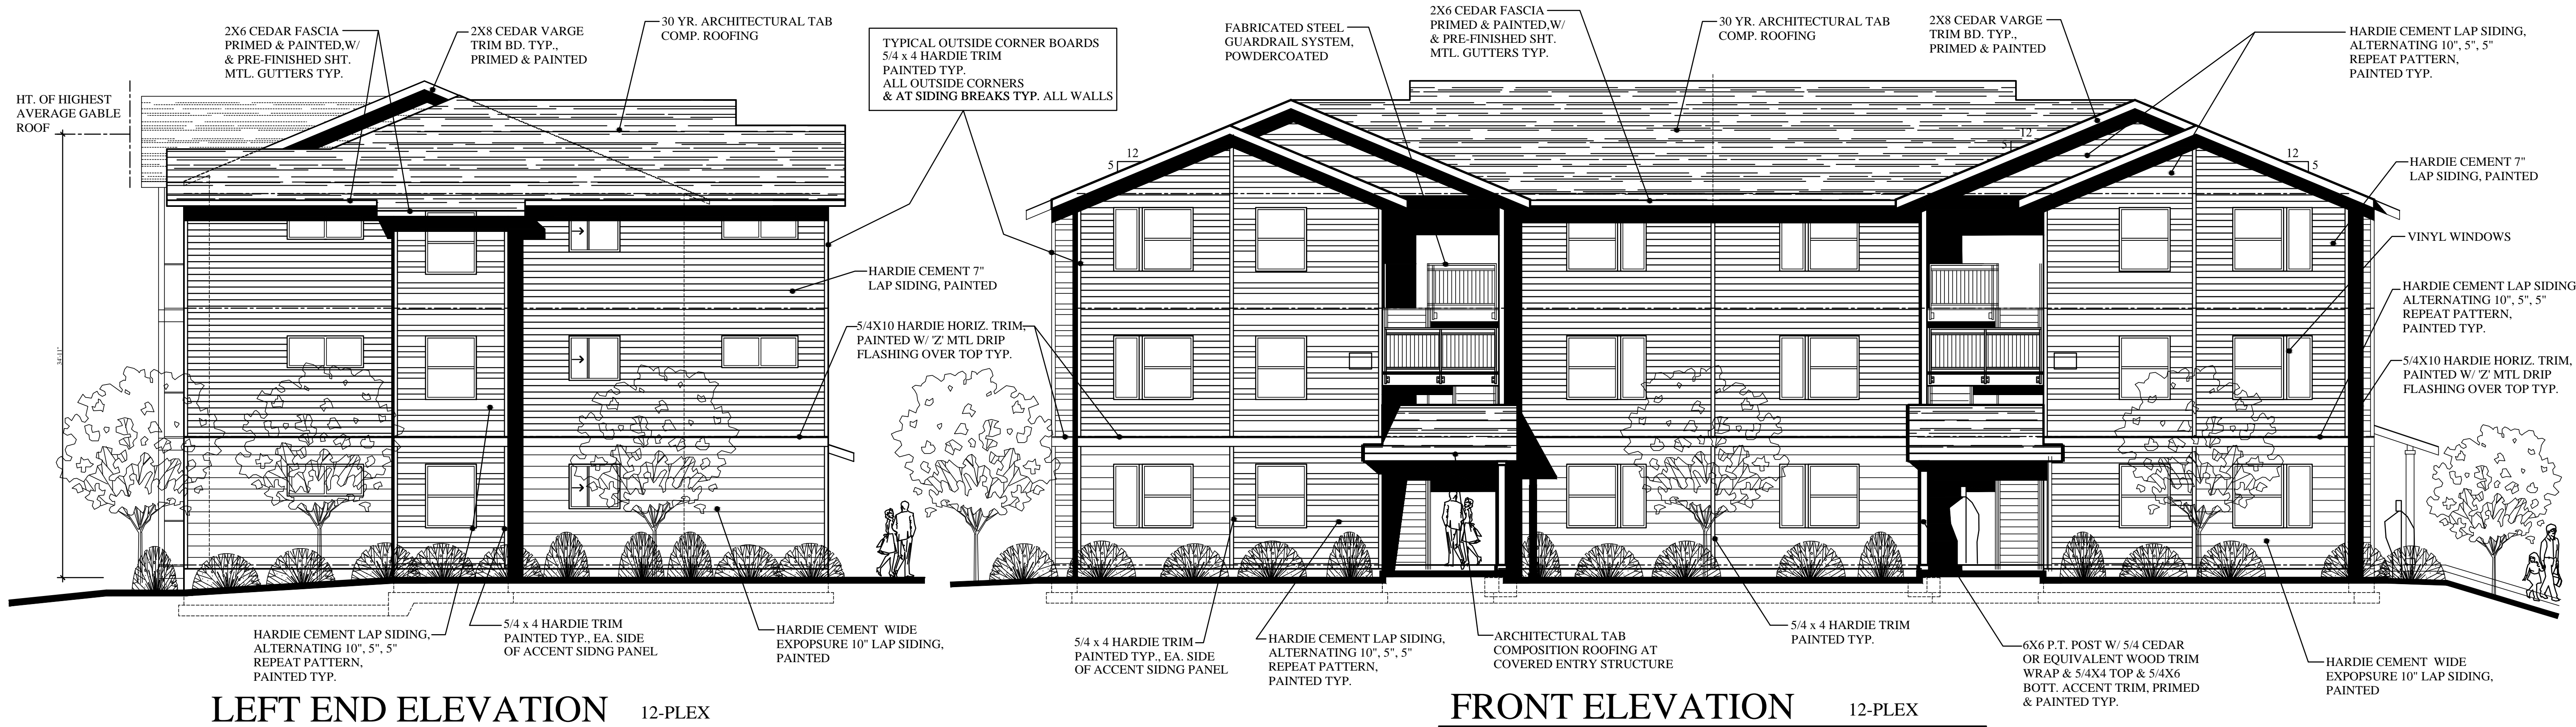 2X6 CEDAR FASCIA
PRIMED & PAINTED,W/
& PRE-FINISHED SHT.
MTL. GUTTERS TYP.
2X8 CEDAR VARGE
TRIM BD. TYP.,
PRIMED & PAINTED
30 YR. ARCHITECTURAL TAB
COMP. ROOFING
HT. OF HIGHEST
AVERAGE GABLE
ROOF
TYPICAL OUTSIDE CORNER BOARDS
5/4 x 4 HARDIE TRIM
PAINTED TYP.
ALL OUTSIDE CORNERS
& AT SIDING BREAKS TYP. ALL WALLS
34'-11"
HARDIE CEMENT 7"
LAP SIDING, PAINTED
5/4X10 HARDIE HORIZ. TRIM,
PAINTED W/ 'Z' MTL DRIP
FLASHING OVER TOP TYP.
HARDIE CEMENT LAP SIDING,
ALTERNATING 10", 5", 5"
REPEAT PATTERN,
PAINTED TYP.
5/4 x 4 HARDIE TRIM
PAINTED TYP., EA. SIDE
OF ACCENT SIDNG PANEL
HARDIE CEMENT WIDE
EXPOPSURE 10" LAP SIDING,
PAINTED
LEFT END ELEVATION 12-PLEX
FABRICATED STEEL
GUARDRAIL SYSTEM,
POWDERCOATED
2X6 CEDAR FASCIA
PRIMED & PAINTED,W/
& PRE-FINISHED SHT.
MTL. GUTTERS TYP.
30 YR. ARCHITECTURAL TAB
COMP. ROOFING
2X8 CEDAR VARGE
TRIM BD. TYP.,
PRIMED & PAINTED
HARDIE CEMENT LAP SIDING,
ALTERNATING 10", 5", 5"
REPEAT PATTERN,
PAINTED TYP.
12
5
12
5
12
5
HARDIE CEMENT 7"
LAP SIDING, PAINTED
VINYL WINDOWS
HARDIE CEMENT LAP SIDING
ALTERNATING 10", 5", 5"
REPEAT PATTERN,
PAINTED TYP.
5/4X10 HARDIE HORIZ. TRIM,
PAINTED W/ 'Z' MTL DRIP
FLASHING OVER TOP TYP.
5/4 x 4 HARDIE TRIM
PAINTED TYP., EA. SIDE
OF ACCENT SIDNG PANEL
HARDIE CEMENT LAP SIDING,
ALTERNATING 10", 5", 5"
REPEAT PATTERN,
PAINTED TYP.
ARCHITECTURAL TAB
COMPOSITION ROOFING AT
COVERED ENTRY STRUCTURE
5/4 x 4 HARDIE TRIM
PAINTED TYP.
6X6 P.T. POST W/ 5/4 CEDAR
OR EQUIVALENT WOOD TRIM
WRAP & 5/4X4 TOP & 5/4X6
BOTT. ACCENT TRIM, PRIMED
& PAINTED TYP.
HARDIE CEMENT WIDE
EXPOPSURE 10" LAP SIDING,
PAINTED
FRONT ELEVATION 12-PLEX